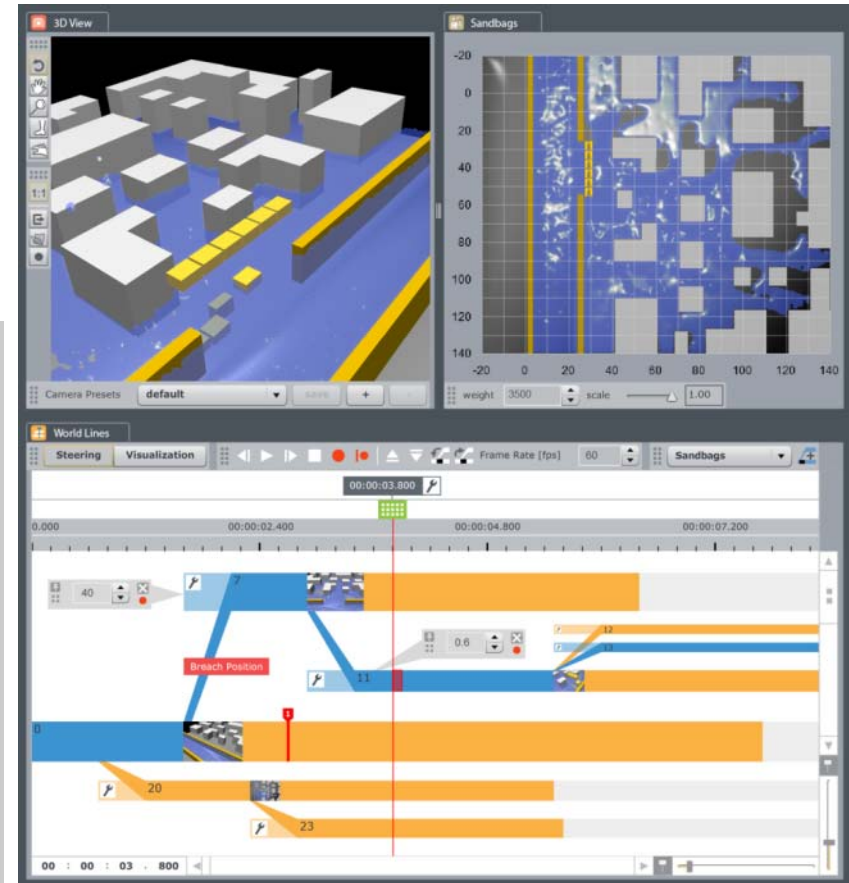 3D View
1:1
Camera Presets default save + -
Sandbags
-20
0
20
40
60
80
100
120
140
-20 0 20 40 60 80 100 120 140
weight 3500 scale 1.00
World Lines
Steering Visualization Frame Rate [fps] 60 Sandbags
00:00:03.800
0.000 00:00:02.400 00:00:04.800 00:00:07.200
7
40
12
0.6
13
Breach Position
11
1
0
20
23
00 : 00 : 03 . 800